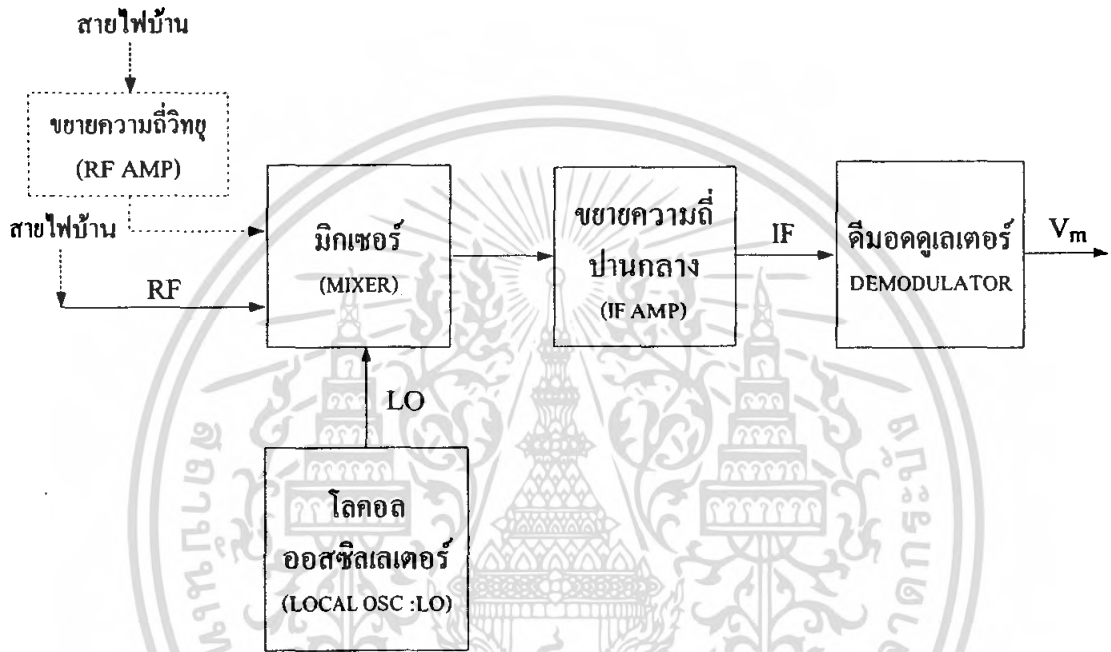 สายไฟบ้าน
ขยายความถี่วิทยุ
(RF AMP)
สายไฟบ้าน
RF
มิกเซอร์
(MIXER)
ขยายความถี่
ปานกลาง
(IF AMP)
IF
ดีมอดดูเลเตอร์
DEMODULATOR
Vm
LO
โลคอล
ออสซิลเลเตอร์
(LOCAL OSC :LO)